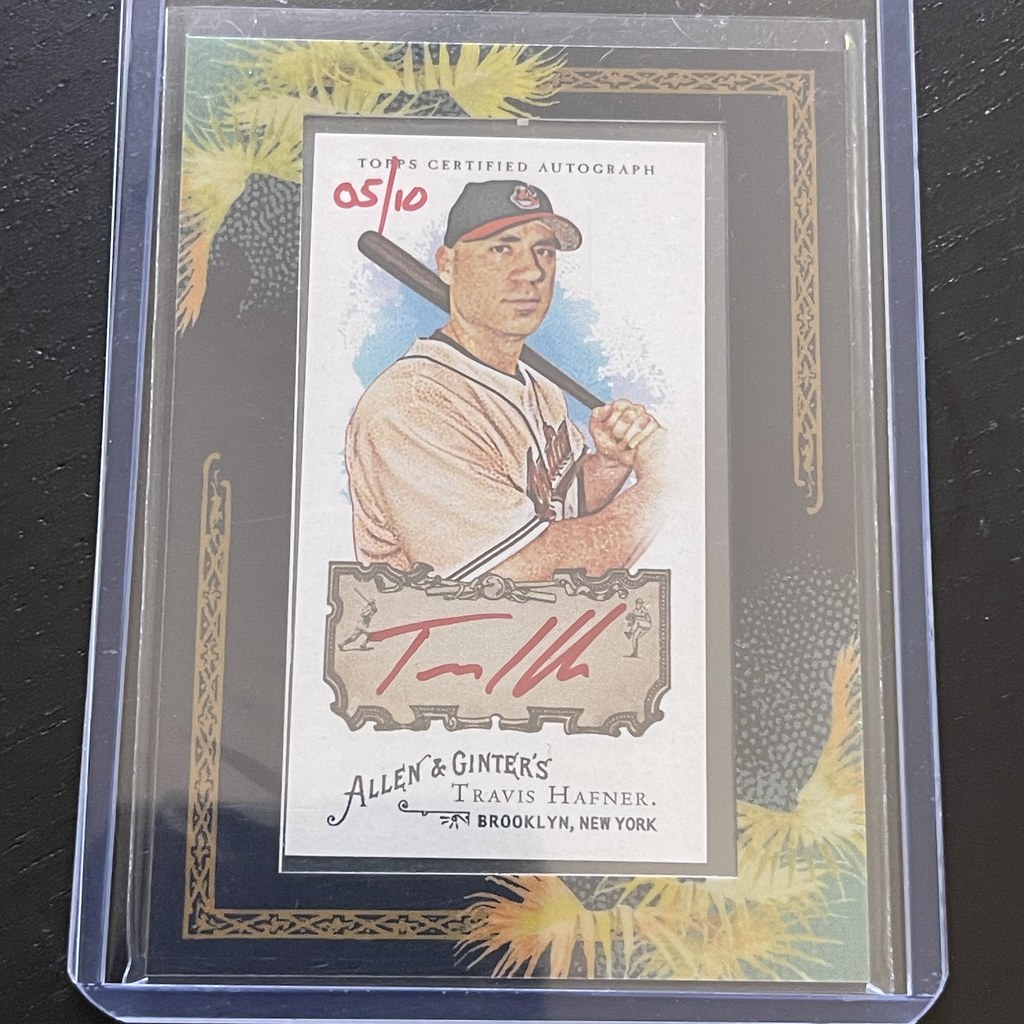 TOPPS CERTIFIED AUTOGRAPH
05/10
ALLEN & GINTER'S
TRAVIS HAFNER.
BROOKLYN, NEW YORK